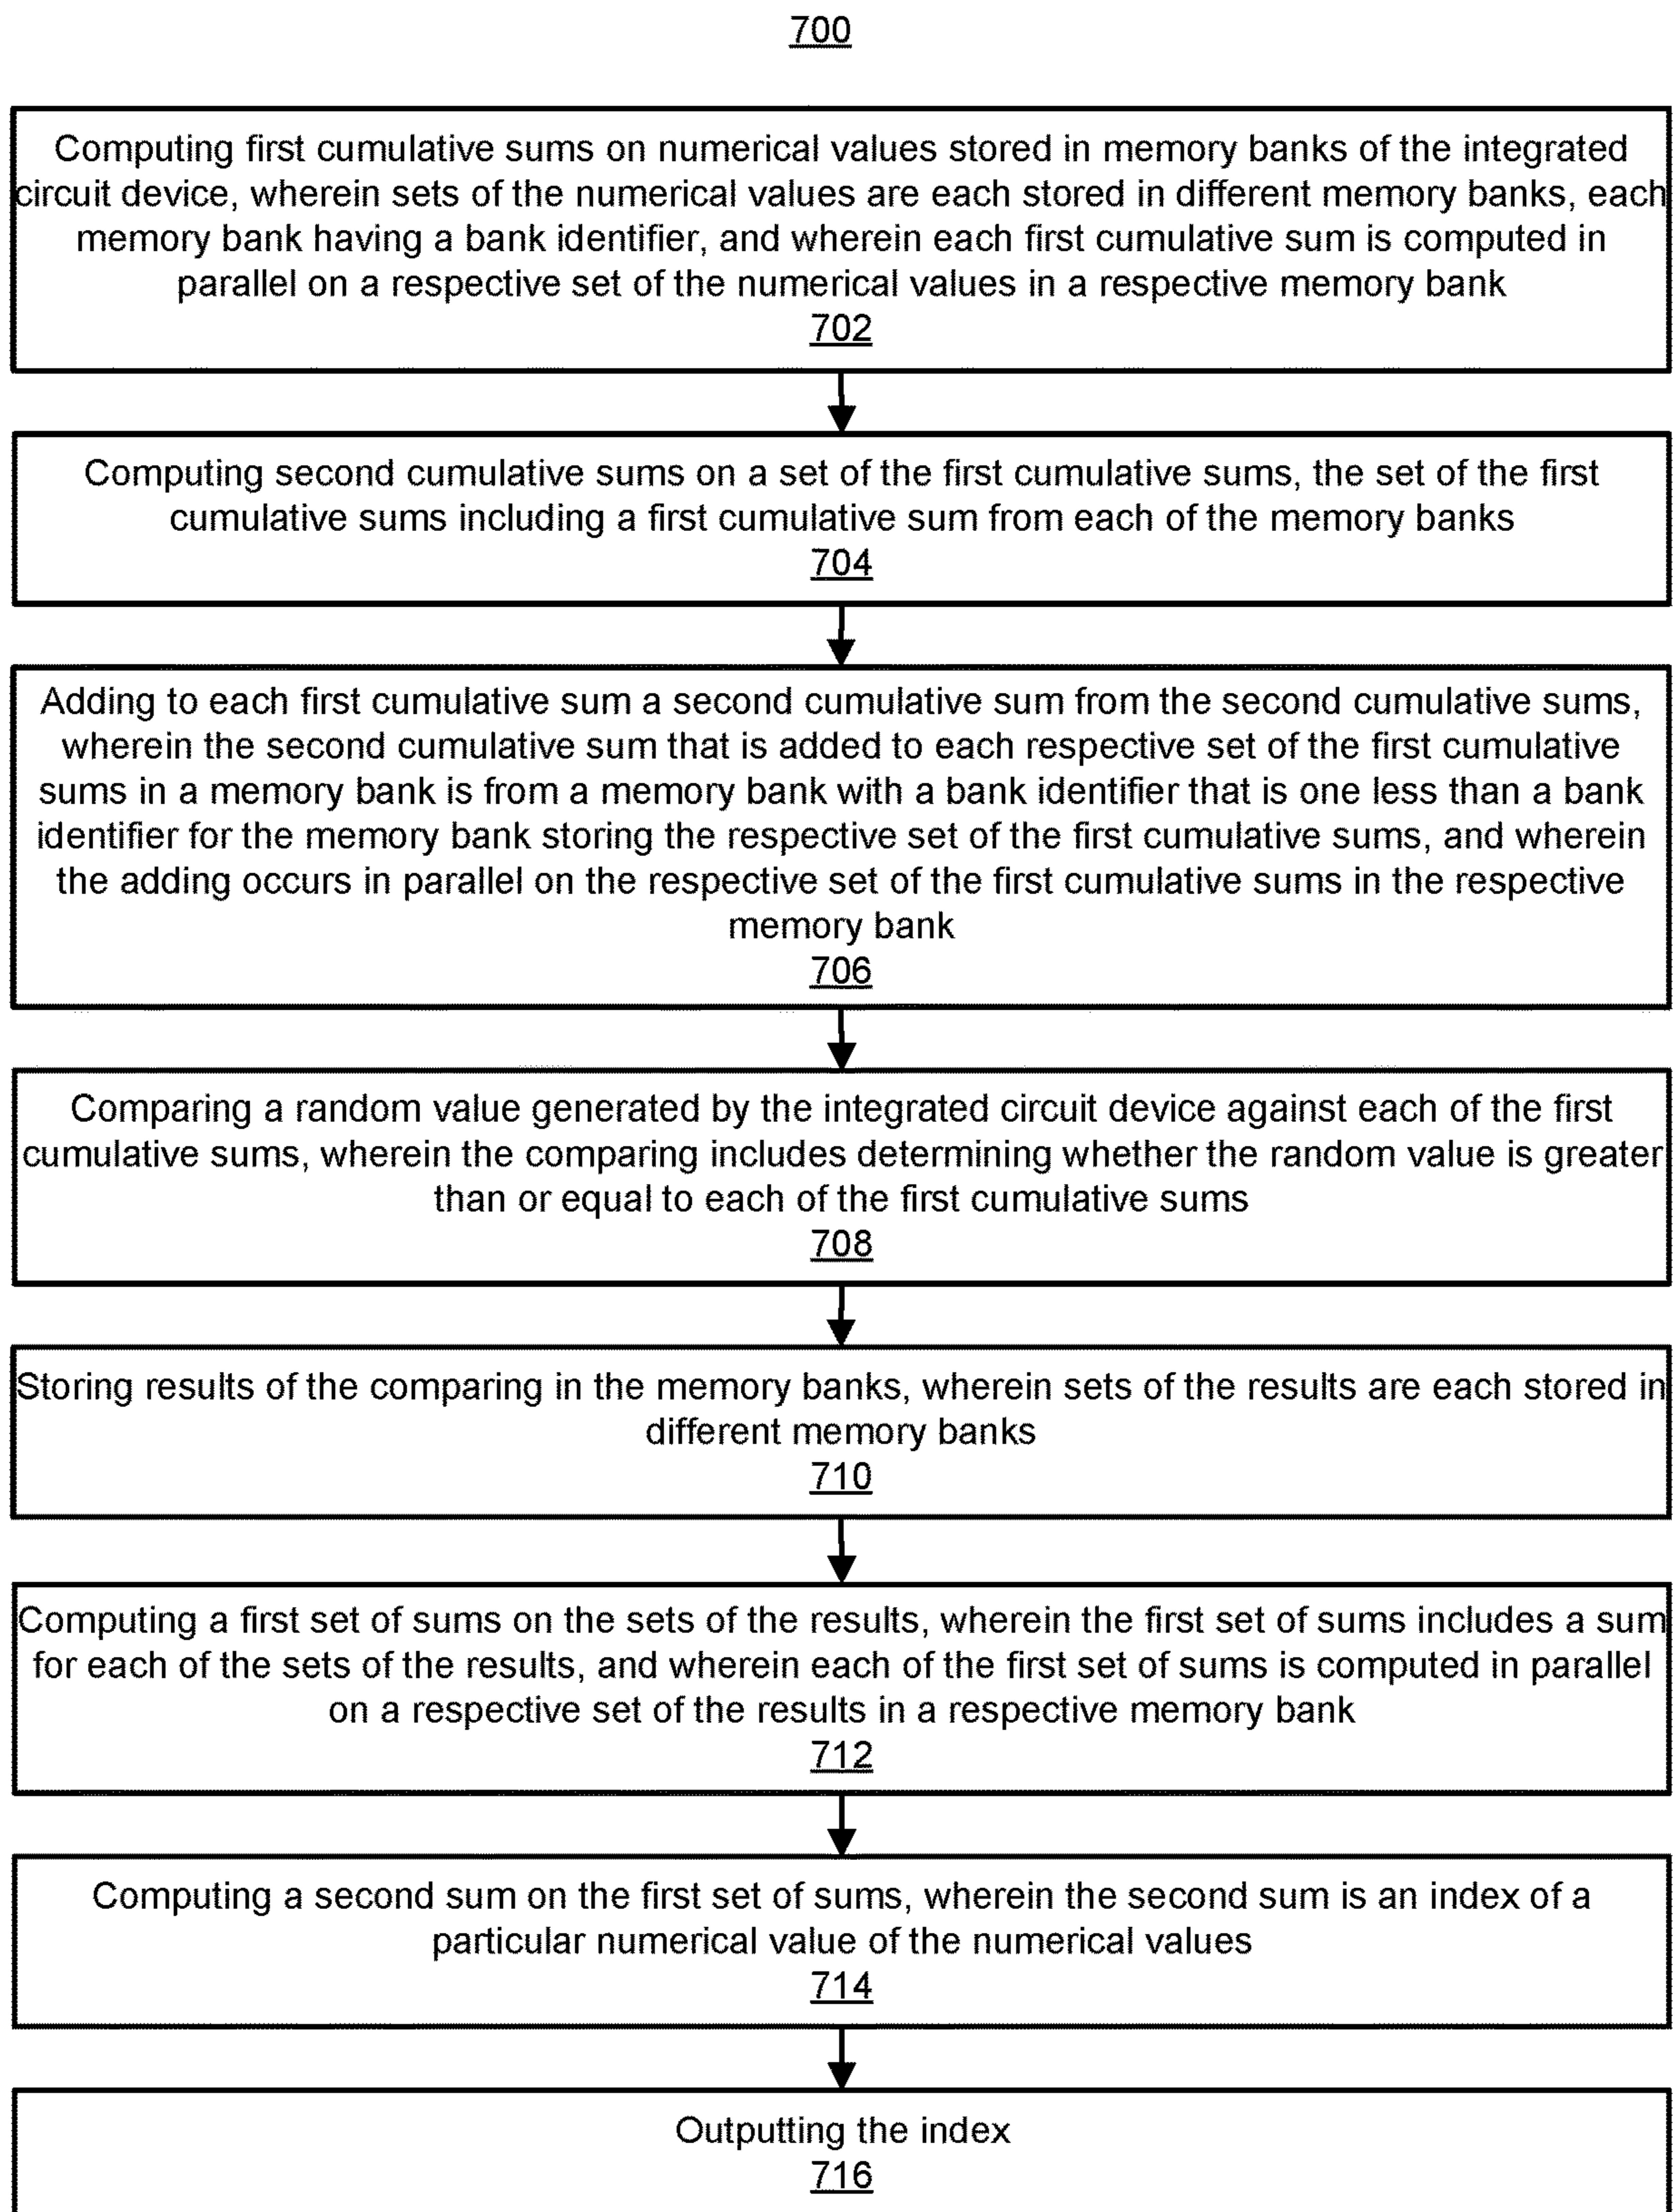 700
Computing first cumulative sums on numerical values stored in memory banks of the integrated
circuit device, wherein sets of the numerical values are each stored in different memory banks, each
memory bank having a bank identifier, and wherein each first cumulative sum is computed in
parallel on a respective set of the numerical values in a respective memory bank
702
Computing second cumulative sums on a set of the first cumulative sums, the set of the first
cumulative sums including a first cumulative sum from each of the memory banks
704
Adding to each first cumulative sum a second cumulative sum from the second cumulative sums,
wherein the second cumulative sum that is added to each respective set of the first cumulative
sums in a memory bank is from a memory bank with a bank identifier that is one less than a bank
identifier for the memory bank storing the respective set of the first cumulative sums, and wherein
the adding occurs in parallel on the respective set of the first cumulative sums in the respective
memory bank
706
Comparing a random value generated by the integrated circuit device against each of the first
cumulative sums, wherein the comparing includes determining whether the random value is greater
than or equal to each of the first cumulative sums
708
Storing results of the comparing in the memory banks, wherein sets of the results are each stored in
different memory banks
710
Computing a first set of sums on the sets of the results, wherein the first set of sums includes a sum
for each of the sets of the results, and wherein each of the first set of sums is computed in parallel
on a respective set of the results in a respective memory bank
712
Computing a second sum on the first set of sums, wherein the second sum is an index of a
particular numerical value of the numerical values
714
Outputting the index
716